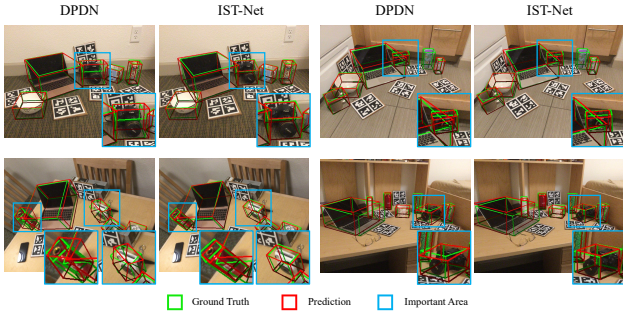 DPDN IST-Net DPDN IST-Net
Ground Truth Prediction Important Area